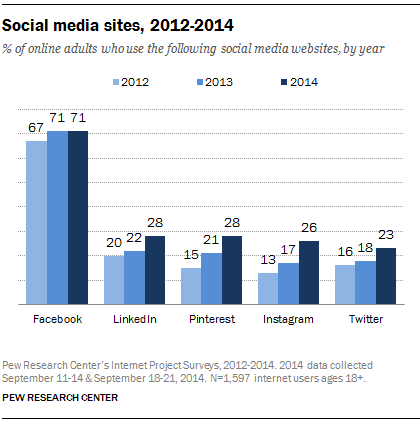 Social media sites, 2012-2014
% of online adults who use the following social media websites, by year
2012 2013 2014
67 71 71
20 22 28
15 21 28
13 17 26
16 18 23
Facebook LinkedIn Pinterest Instagram Twitter
Pew Research Center's Internet Project Surveys, 2012-2014. 2014 data collected
September 11-14 & September 18-21, 2014. N=1,597 internet users ages 18+.
PEW RESEARCH CENTER